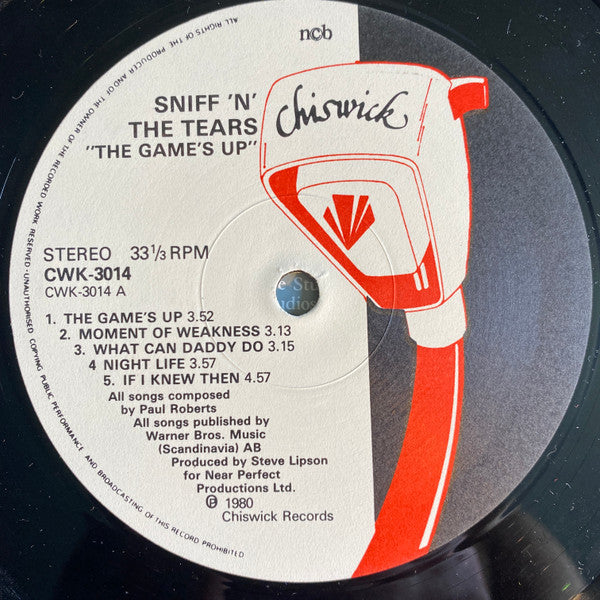 ALL RIGHTS OF THE PRODUCER AND OF THE OWNER OF THE RECORDED WORK RESERVED · UNAUTHORISED COPYING PUBLIC PERFORMANCE AND BROADCASTING OF THIS RECORD PROHIBITED
ncb
Chiswick
SNIFF 'N'
THE TEARS
"THE GAME'S UP"
STEREO 33 1/3 RPM
CWK-3014
CWK-3014 A
1. THE GAME'S UP 3.52
2. MOMENT OF WEAKNESS 3.13
3. WHAT CAN DADDY DO 3.15
4 NIGHT LIFE 3.57
5. IF I KNEW THEN 4.57
All songs composed
by Paul Roberts
All songs published by
Warner Bros. Music
(Scandinavia) AB
Produced by Steve Lipson
for Near Perfect
Productions Ltd.
℗ 1980
Chiswick Records